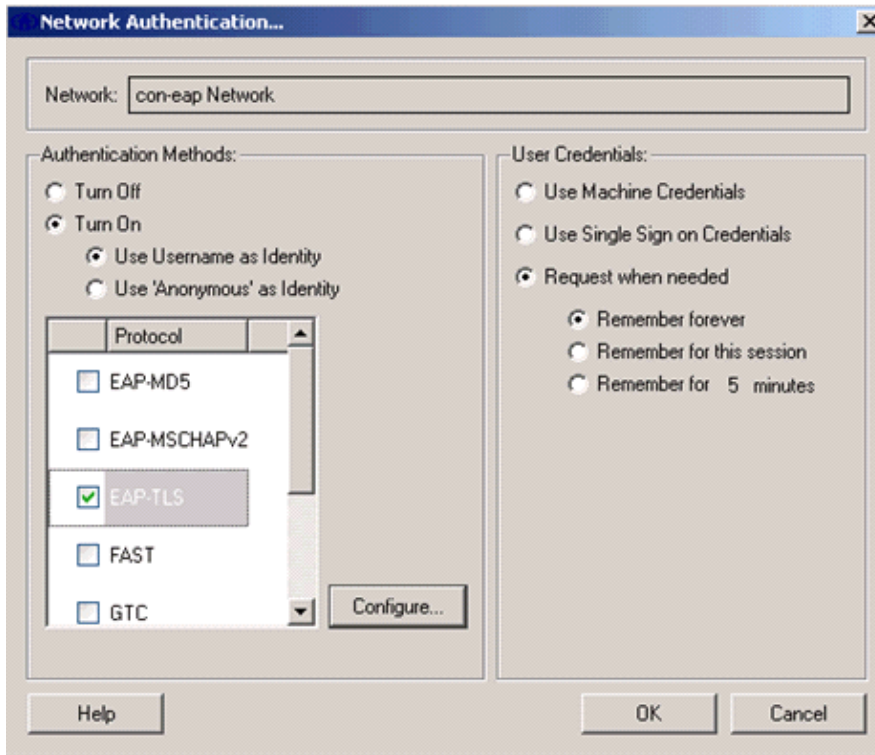 Network Authentication...
Network: con-eap Network
Authentication Methods:
Turn Off
Turn On
Use Username as Identity
Use 'Anonymous' as Identity
Protocol
EAP-MD5
EAP-MSCHAPv2
EAP-TLS
FAST
GTC
Configure...
User Credentials:
Use Machine Credentials
Use Single Sign on Credentials
Request when needed
Remember forever
Remember for this session
Remember for 5 minutes
Help
OK
Cancel